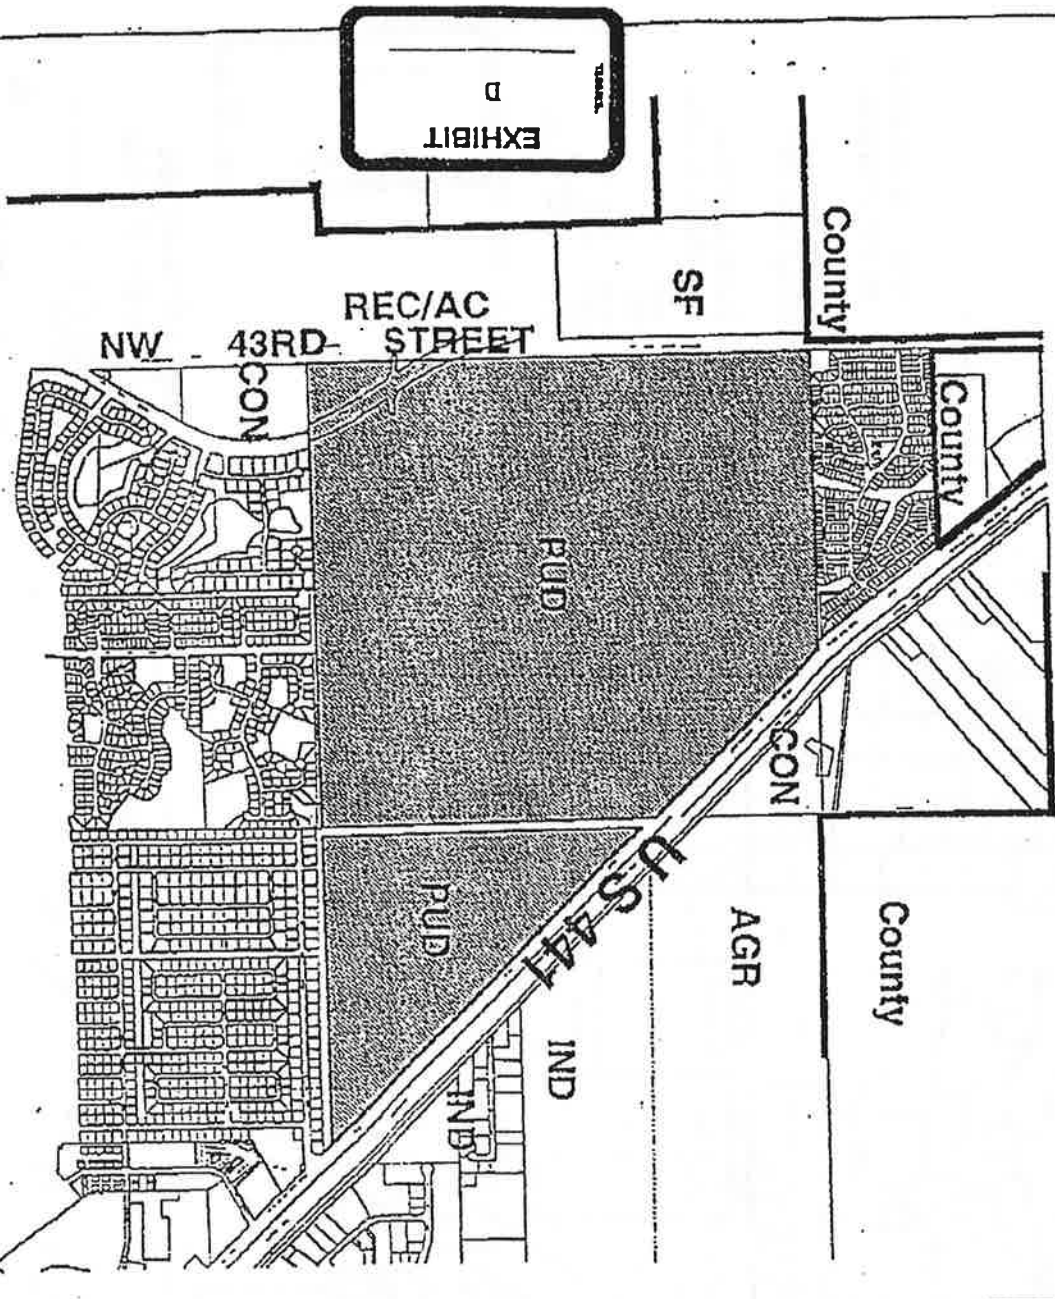 EXHIBIT
D
County
SF
REC/AC
NW 43RD STREET
CON
County
PUD
CON
US 441
PUD
AGR
County
IND
IND